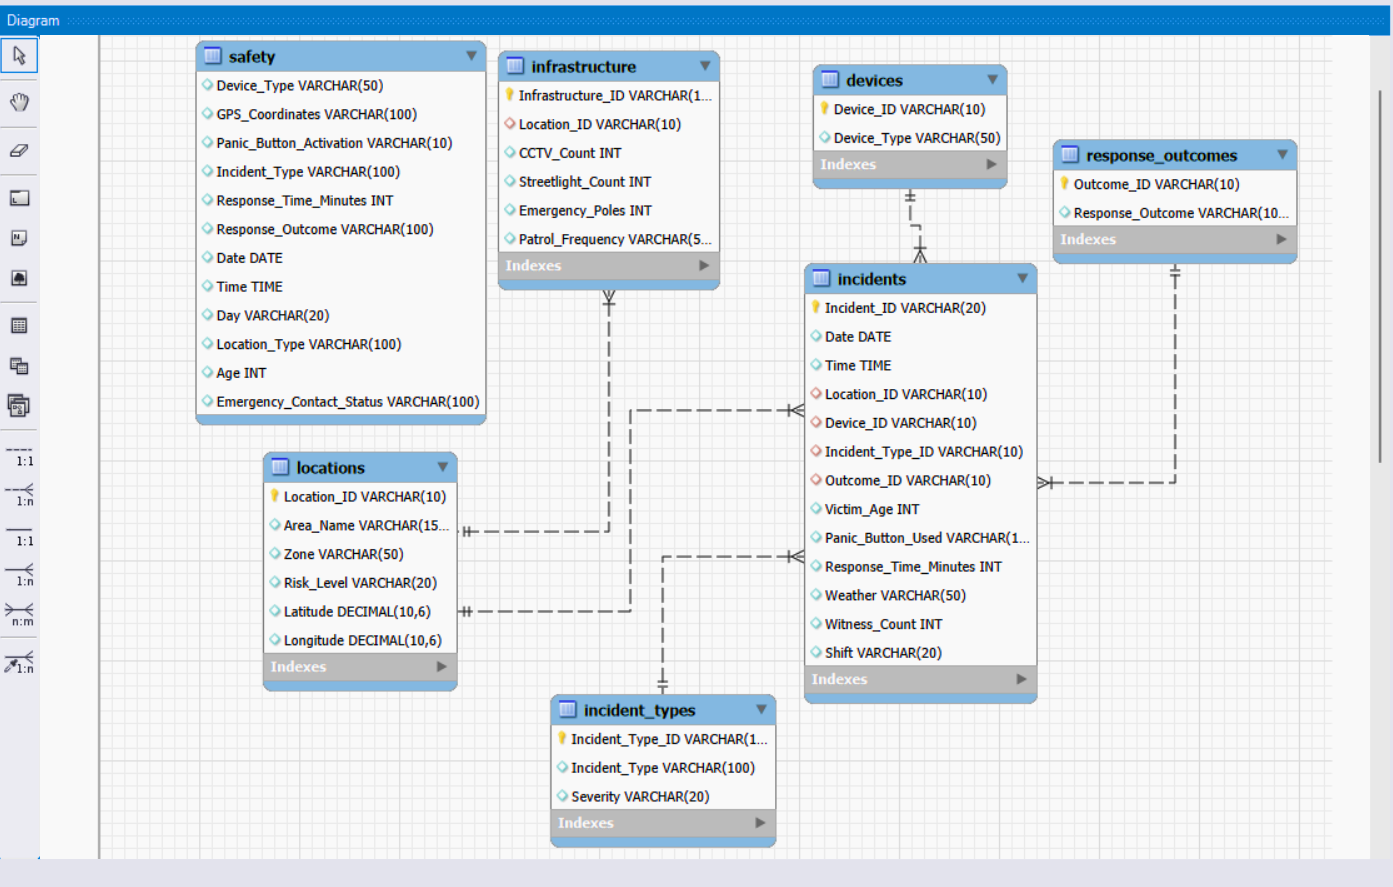 Diagram
safety
Device_Type VARCHAR(50)
GPS_Coordinates VARCHAR(100)
Panic_Button_Activation VARCHAR(10)
Incident_Type VARCHAR(100)
Response_Time_Minutes INT
Response_Outcome VARCHAR(100)
Date DATE
Time TIME
Day VARCHAR(20)
Location_Type VARCHAR(100)
Age INT
Emergency_Contact_Status VARCHAR(100)
infrastructure
Infrastructure_ID VARCHAR(1...
Location_ID VARCHAR(10)
CCTV_Count INT
Streetlight_Count INT
Emergency_Poles INT
Patrol_Frequency VARCHAR(5...
Indexes
devices
Device_ID VARCHAR(10)
Device_Type VARCHAR(50)
Indexes
response_outcomes
Outcome_ID VARCHAR(10)
Response_Outcome VARCHAR(10...
Indexes
incidents
Incident_ID VARCHAR(20)
Date DATE
Time TIME
Location_ID VARCHAR(10)
Device_ID VARCHAR(10)
Incident_Type_ID VARCHAR(10)
Outcome_ID VARCHAR(10)
Victim_Age INT
Panic_Button_Used VARCHAR(1...
Response_Time_Minutes INT
Weather VARCHAR(50)
Witness_Count INT
Shift VARCHAR(20)
Indexes
locations
Location_ID VARCHAR(10)
Area_Name VARCHAR(15...
Zone VARCHAR(50)
Risk_Level VARCHAR(20)
Latitude DECIMAL(10,6)
Longitude DECIMAL(10,6)
Indexes
incident_types
Incident_Type_ID VARCHAR(1...
Incident_Type VARCHAR(100)
Severity VARCHAR(20)
Indexes
1:1
1:n
1:1
1:n
n:m
1:n